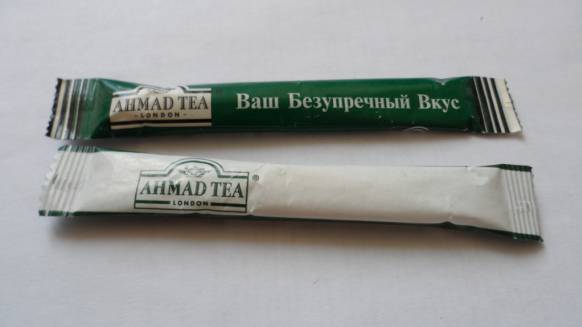 AHMAD TEA
- LONDON -
Ваш Безупречный Вкус
AHMAD TEA®
LONDON